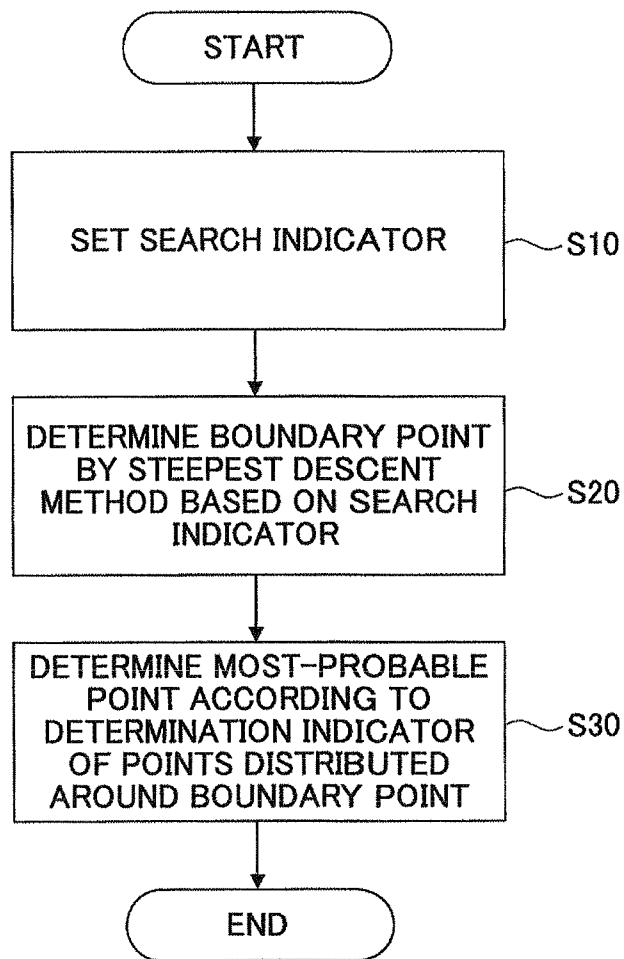 START
SET SEARCH INDICATOR
S10
DETERMINE BOUNDARY POINT
BY STEEPEST DESCENT
METHOD BASED ON SEARCH
INDICATOR
S20
DETERMINE MOST-PROBABLE
POINT ACCORDING TO
DETERMINATION INDICATOR
OF POINTS DISTRIBUTED
AROUND BOUNDARY POINT
S30
END